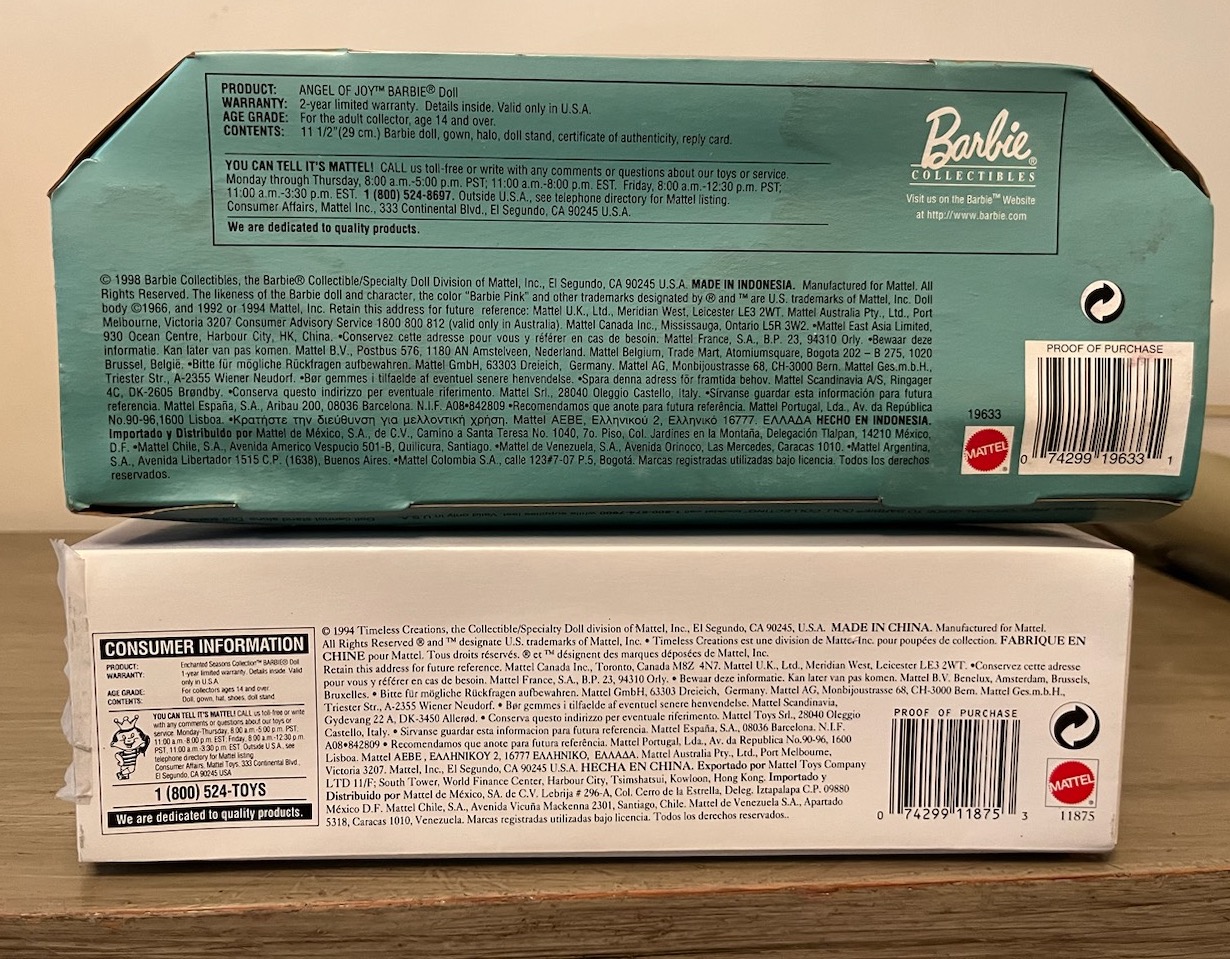 PRODUCT: ANGEL OF JOY™ BARBIE® Doll
WARRANTY: 2-year limited warranty. Details inside. Valid only in U.S.A.
AGE GRADE: For the adult collector, age 14 and over.
CONTENTS: 11 1/2"(29 cm.) Barbie doll, gown, halo, doll stand, certificate of authenticity, reply card.
YOU CAN TELL IT'S MATTEL! CALL us toll-free or write with any comments or questions about our toys or service.
Monday through Thursday, 8:00 a.m.-5:00 p.m. PST; 11:00 a.m.-8:00 p.m. EST. Friday, 8:00 a.m.-12:30 p.m. PST;
11:00 a.m.-3:30 p.m. EST. 1 (800) 524-8697. Outside U.S.A., see telephone directory for Mattel listing.
Consumer Affairs, Mattel Inc., 333 Continental Blvd., El Segundo, CA 90245 U.S.A.
We are dedicated to quality products.
Barbie®
COLLECTIBLES
Visit us on the Barbie™ Website
at http://www.barbie.com
© 1998 Barbie Collectibles, the Barbie® Collectible/Specialty Doll Division of Mattel, Inc., El Segundo, CA 90245 U.S.A. MADE IN INDONESIA. Manufactured for Mattel. All
Rights Reserved. The likeness of the Barbie doll and character, the color "Barbie Pink" and other trademarks designated by ® and ™ are U.S. trademarks of Mattel, Inc. Doll
body ©1966, and 1992 or 1994 Mattel, Inc. Retain this address for future reference: Mattel U.K., Ltd., Meridian West, Leicester LE3 2WT. Mattel Australia Pty., Ltd., Port
Melbourne, Victoria 3207 Consumer Advisory Service 1800 800 812 (valid only in Australia). Mattel Canada Inc., Mississauga, Ontario L5R 3W2. •Mattel East Asia Limited,
930 Ocean Centre, Harbour City, HK, China. •Conservez cette adresse pour vous y référer en cas de besoin. Mattel France, S.A., B.P. 23, 94310 Orly. •Bewaar deze
informatie. Kan later van pas komen. Mattel B.V., Postbus 576, 1180 AN Amstelveen, Nederland. Mattel Belgium, Trade Mart, Atomiumsquare, Bogota 202 – B 275, 1020
Brussel, België. •Bitte für mögliche Rückfragen aufbewahren. Mattel GmbH, 63303 Dreieich, Germany. Mattel AG, Monbijoustrasse 68, CH-3000 Bern. Mattel Ges.m.b.H.,
Triester Str., A-2355 Wiener Neudorf. •Bør gemmes i tilfaelde af eventuel senere henvendelse. •Spara denna adress för framtida behov. Mattel Scandinavia A/S, Ringager
4C, DK-2605 Brøndby. •Conserva questo indirizzo per eventuale riferimento. Mattel Srl., 28040 Oleggio Castello, Italy. •Sírvanse guardar esta información para futura
referencia. Mattel España, S.A., Aribau 200, 08036 Barcelona. N.I.F. A08•842809 •Recomendamos que anote para futura referência. Mattel Portugal, Lda., Av. da República
No.90-96,1600 Lisboa. •Κρατήστε την διεύθυνση για μελλοντική χρήση. Mattel AEBE, Ελληνικού 2, Ελληνικό 16777. ΕΛΛΑΔΑ HECHO EN INDONESIA.
Importado y Distribuido por Mattel de México, S.A., de C.V., Camino a Santa Teresa No. 1040, 7o. Piso, Col. Jardines en la Montaña, Delegación Tlalpan, 14210 México,
D.F. •Mattel Chile, S.A., Avenida Americo Vespucio 501-B, Quilicura, Santiago. •Mattel de Venezuela, S.A., Avenida Orinoco, Las Mercedes, Caracas 1010. •Mattel Argentina,
S.A., Avenida Libertador 1515 C.P. (1638), Buenos Aires. •Mattel Colombia S.A., calle 123#7-07 P.5, Bogotá. Marcas registradas utilizadas bajo licencia. Todos los derechos
reservados.
19633
MATTEL
PROOF OF PURCHASE
0 74299 19633 1
CONSUMER INFORMATION
PRODUCT: Enchanted Seasons Collection™ BARBIE® Doll
WARRANTY: 1-year limited warranty. Details inside. Valid
only in U.S.A.
AGE GRADE: For collectors ages 14 and over.
CONTENTS: Doll, gown, hat, shoes, doll stand
YOU CAN TELL IT'S MATTEL! CALL us toll-free or write
with any comments or questions about our toys or
service. Monday-Thursday, 8:00 a.m.-5:00 p.m. PST,
11:00 a.m.-8:00 p.m. EST. Friday, 8:00 a.m.-12:30 p.m.
PST, 11:00 a.m.-3:30 p.m. EST. Outside U.S.A., see
telephone directory for Mattel listing.
Consumer Affairs, Mattel Toys, 333 Continental Blvd.,
El Segundo, CA 90245 USA
1 (800) 524-TOYS
We are dedicated to quality products.
© 1994 Timeless Creations, the Collectible/Specialty Doll division of Mattel, Inc., El Segundo, CA 90245, U.S.A. MADE IN CHINA. Manufactured for Mattel.
All Rights Reserved ® and ™ designate U.S. trademarks of Mattel, Inc. • Timeless Creations est une division de Mattel, Inc. pour poupées de collection. FABRIQUE EN
CHINE pour Mattel. Tous droits réservés. ® et ™ désignent des marques déposées de Mattel, Inc.
Retain this address for future reference. Mattel Canada Inc., Toronto, Canada M8Z 4N7. Mattel U.K., Ltd., Meridian West, Leicester LE3 2WT. •Conservez cette adresse
pour vous y référer en cas de besoin. Mattel France, S.A., B.P. 23, 94310 Orly. • Bewaar deze informatie. Kan later van pas komen. Mattel B.V. Benelux, Amsterdam, Brussels,
Bruxelles. • Bitte für mögliche Rückfragen aufbewahren. Mattel GmbH, 63303 Dreieich, Germany. Mattel AG, Monbijoustrasse 68, CH-3000 Bern. Mattel Ges.m.b.H.,
Triester Str., A-2355 Wiener Neudorf. • Bør gemmes i tilfaelde af eventuel senere henvendelse. Mattel Scandinavia,
Gydevang 22 A, DK-3450 Allerød. • Conserva questo indirizzo per eventuale riferimento. Mattel Toys Srl., 28040 Oleggio
Castello, Italy. • Sirvanse guardar esta informacion para futura referencia. Mattel España, S.A., 08036 Barcelona. N.I.F.
A08•842809 • Recomendamos que anote para futura referência. Mattel Portugal, Lda., Av. da Republica No.90-96, 1600
Lisboa. Mattel AEBE , ΕΛΛΗΝΙΚΟΥ 2, 16777 ΕΛΛΗΝΙΚΟ, ΕΛΛΑΔΑ. Mattel Australia Pty., Ltd., Port Melbourne,
Victoria 3207. Mattel, Inc., El Segundo, CA 90245 U.S.A. HECHA EN CHINA. Exportado por Mattel Toys Company
LTD 11/F; South Tower, World Finance Center, Harbour City, Tsimshatsui, Kowloon, Hong Kong. Importado y
Distribuido por Mattel de México, SA. de C.V. Lebrija # 296-A, Col. Cerro de la Estrella, Deleg. Iztapalapa C.P. 09880
México D.F. Mattel Chile, S.A., Avenida Vicuña Mackenna 2301, Santiago, Chile. Mattel de Venezuela S.A., Apartado
5318, Caracas 1010, Venezuela. Marcas registradas utilizadas bajo licencia. Todos los derechos reservados..
PROOF OF PURCHASE
0 74299 11875 3
MATTEL
11875